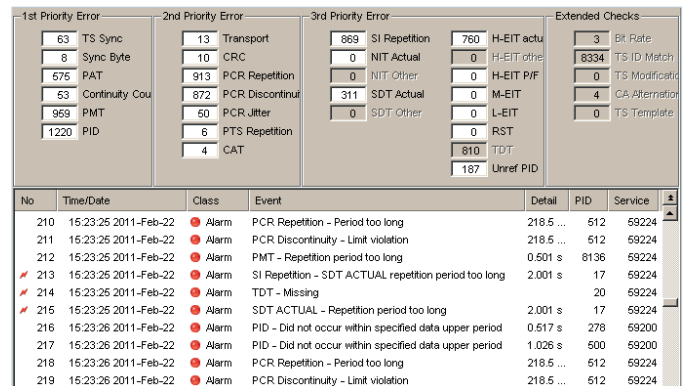 1st Priority Error
63 TS Sync
8 Sync Byte
575 PAT
53 Continuity Cou
959 PMT
1220 PID
2nd Priority Error
13 Transport
10 CRC
913 PCR Repetition
872 PCR Discontinui
50 PCR Jitter
6 PTS Repetition
4 CAT
3rd Priority Error
869 SI Repetition
0 NIT Actual
0 NIT Other
311 SDT Actual
0 SDT Other
760 H-EIT actu
0 H-EIT othe
0 H-EIT P/F
0 M-EIT
0 L-EIT
0 RST
810 TDT
187 Unref PID
Extended Checks
3 Bit Rate
8334 TS ID Match
0 TS Modificatic
4 CA Alternation
0 TS Template
No Time/Date Class Event Detail PID Service
210 15:23:25 2011-Feb-22 Alarm PCR Repetition - Period too long 218.5 ... 512 59224
211 15:23:25 2011-Feb-22 Alarm PCR Discontinuity - Limit violation 218.5 ... 512 59224
212 15:23:25 2011-Feb-22 Alarm PMT - Repetition period too long 0.501 s 8136 59224
213 15:23:25 2011-Feb-22 Alarm SI Repetition - SDT ACTUAL repetition period too long 2.001 s 17 59224
214 15:23:25 2011-Feb-22 Alarm TDT - Missing 20 59224
215 15:23:25 2011-Feb-22 Alarm SDT ACTUAL - Repetition period too long 2.001 s 17 59224
216 15:23:25 2011-Feb-22 Alarm PID - Did not occur within specified data upper period 0.517 s 278 59200
217 15:23:26 2011-Feb-22 Alarm PID - Did not occur within specified data upper period 1.026 s 500 59200
218 15:23:26 2011-Feb-22 Alarm PCR Repetition - Period too long 218.5 ... 512 59224
219 15:23:26 2011-Feb-22 Alarm PCR Discontinuity - Limit violation 218.5 ... 512 59224